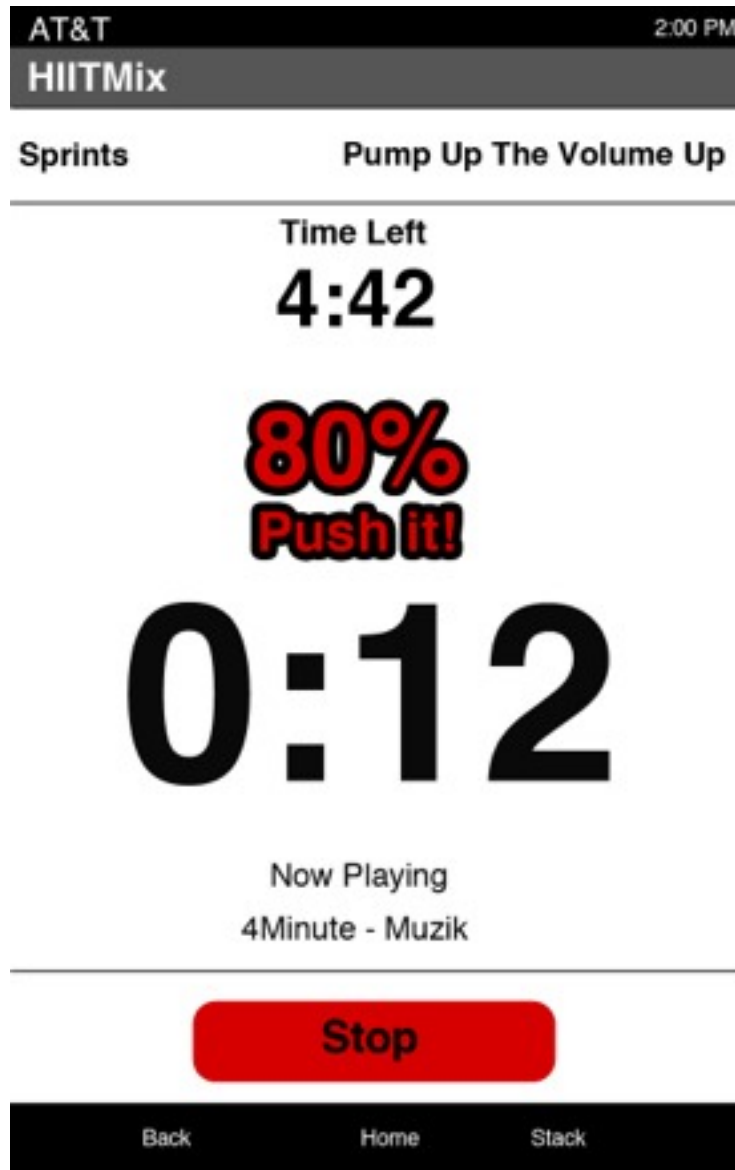 AT&T 2:00 PM
HIITMix
Sprints Pump Up The Volume Up
Time Left
4:42
80%
Push it!
0:12
Now Playing
4Minute - Muzik
Stop
Back Home Stack